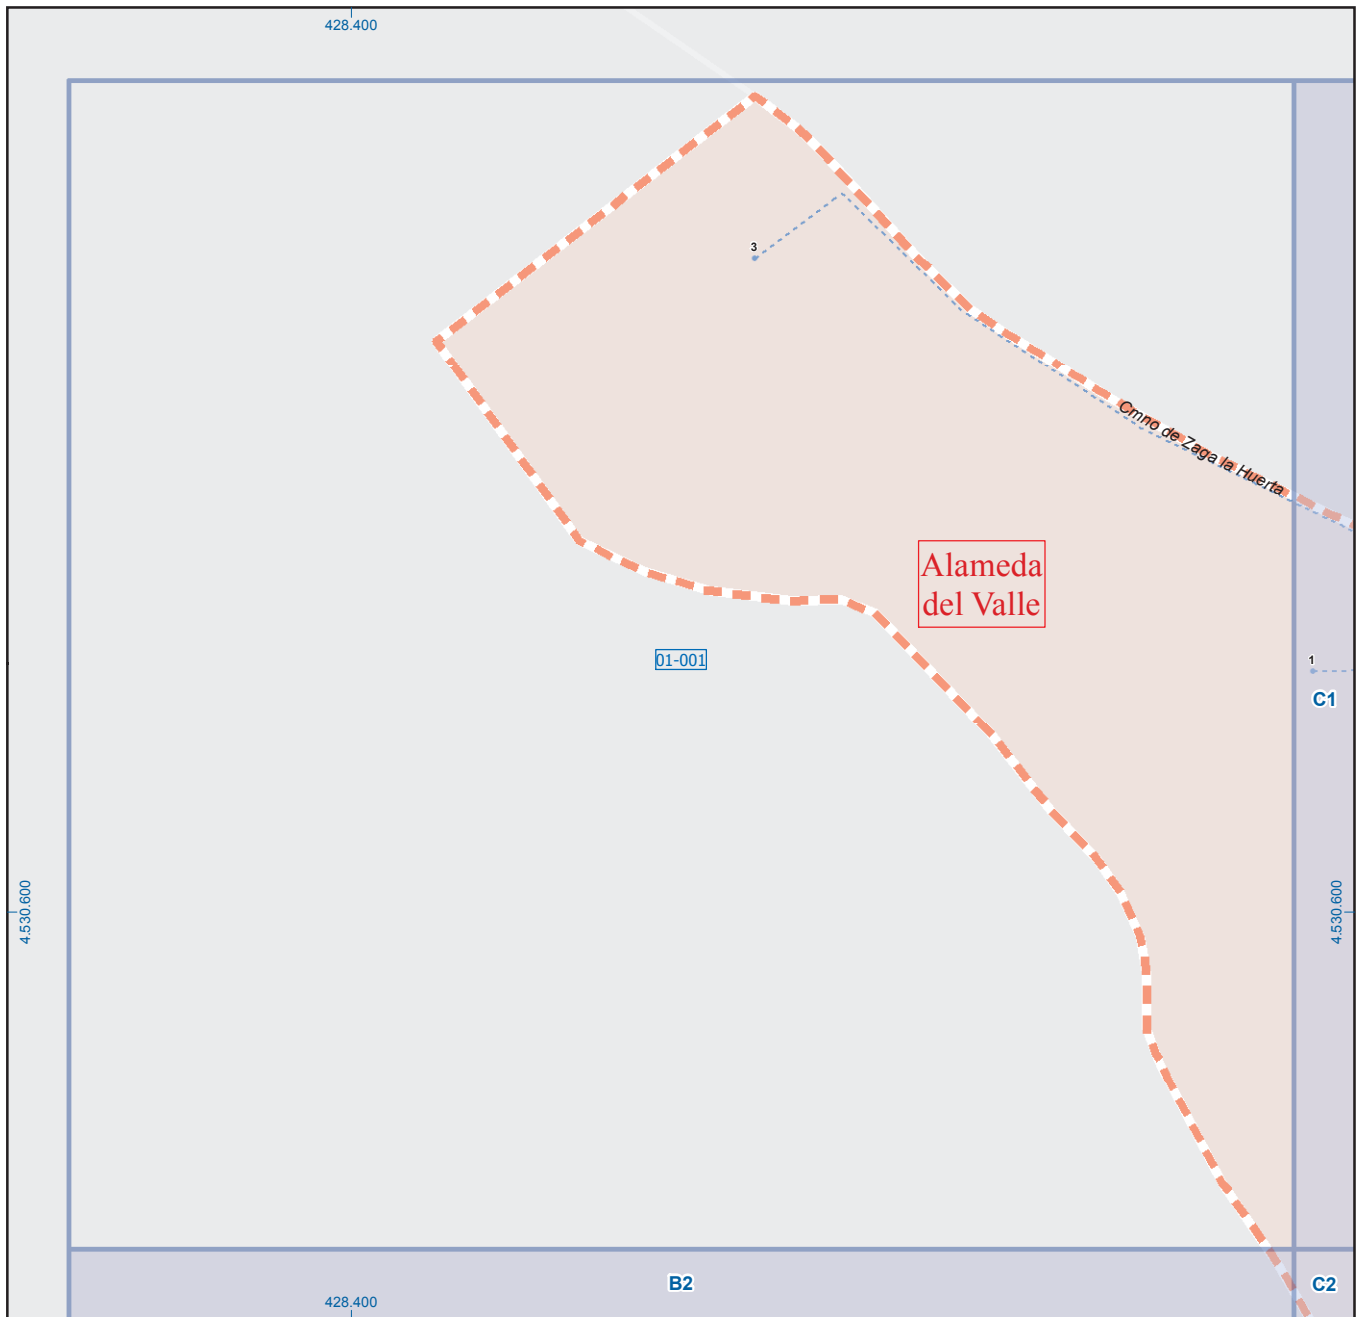 428.400
3
Cmno de Zaga la Huerta
Alameda
del Valle
01-001
1
C1
4.530.600
4.530.600
B2
C2
428.400